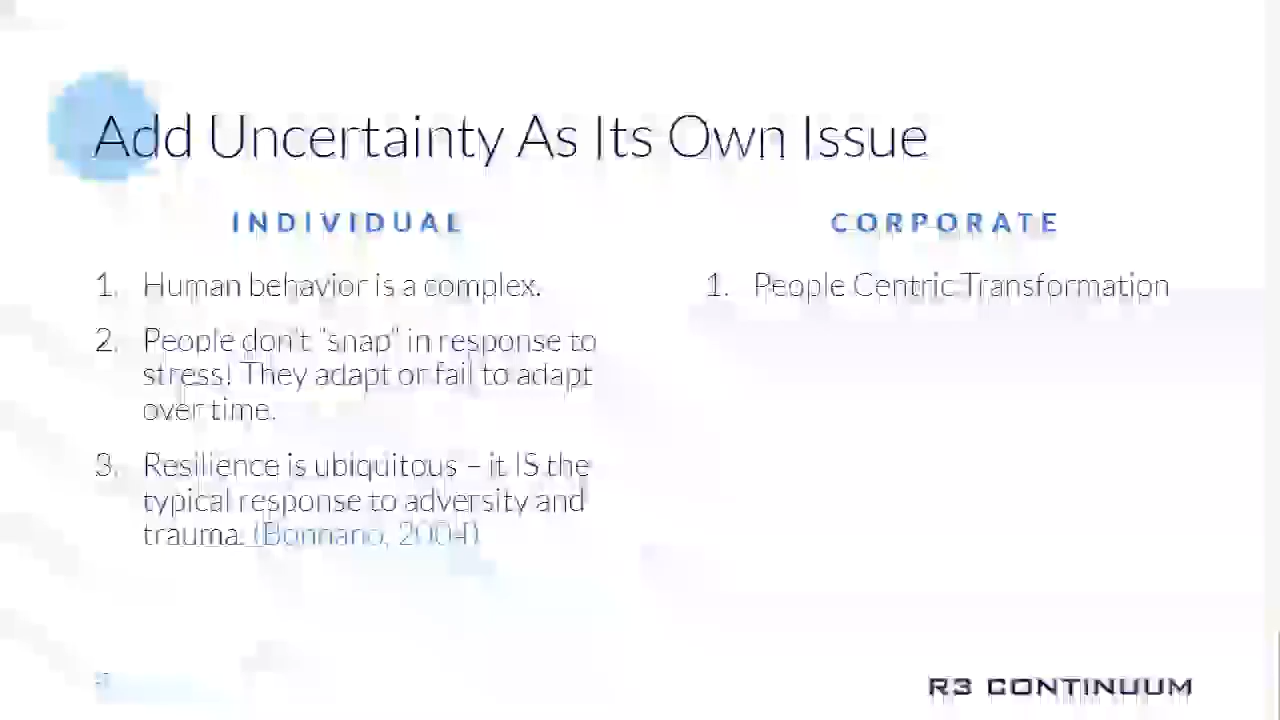 Add Uncertainty As Its Own Issue
INDIVIDUAL
1. Human behavior is a complex.
2. People don't "snap" in response to
stress! They adapt or fail to adapt
over time.
3. Resilience is ubiquitous – it IS the
typical response to adversity and
trauma. (Bonnano, 2004)
CORPORATE
1. People Centric Transformation
R3 CONTINUUM